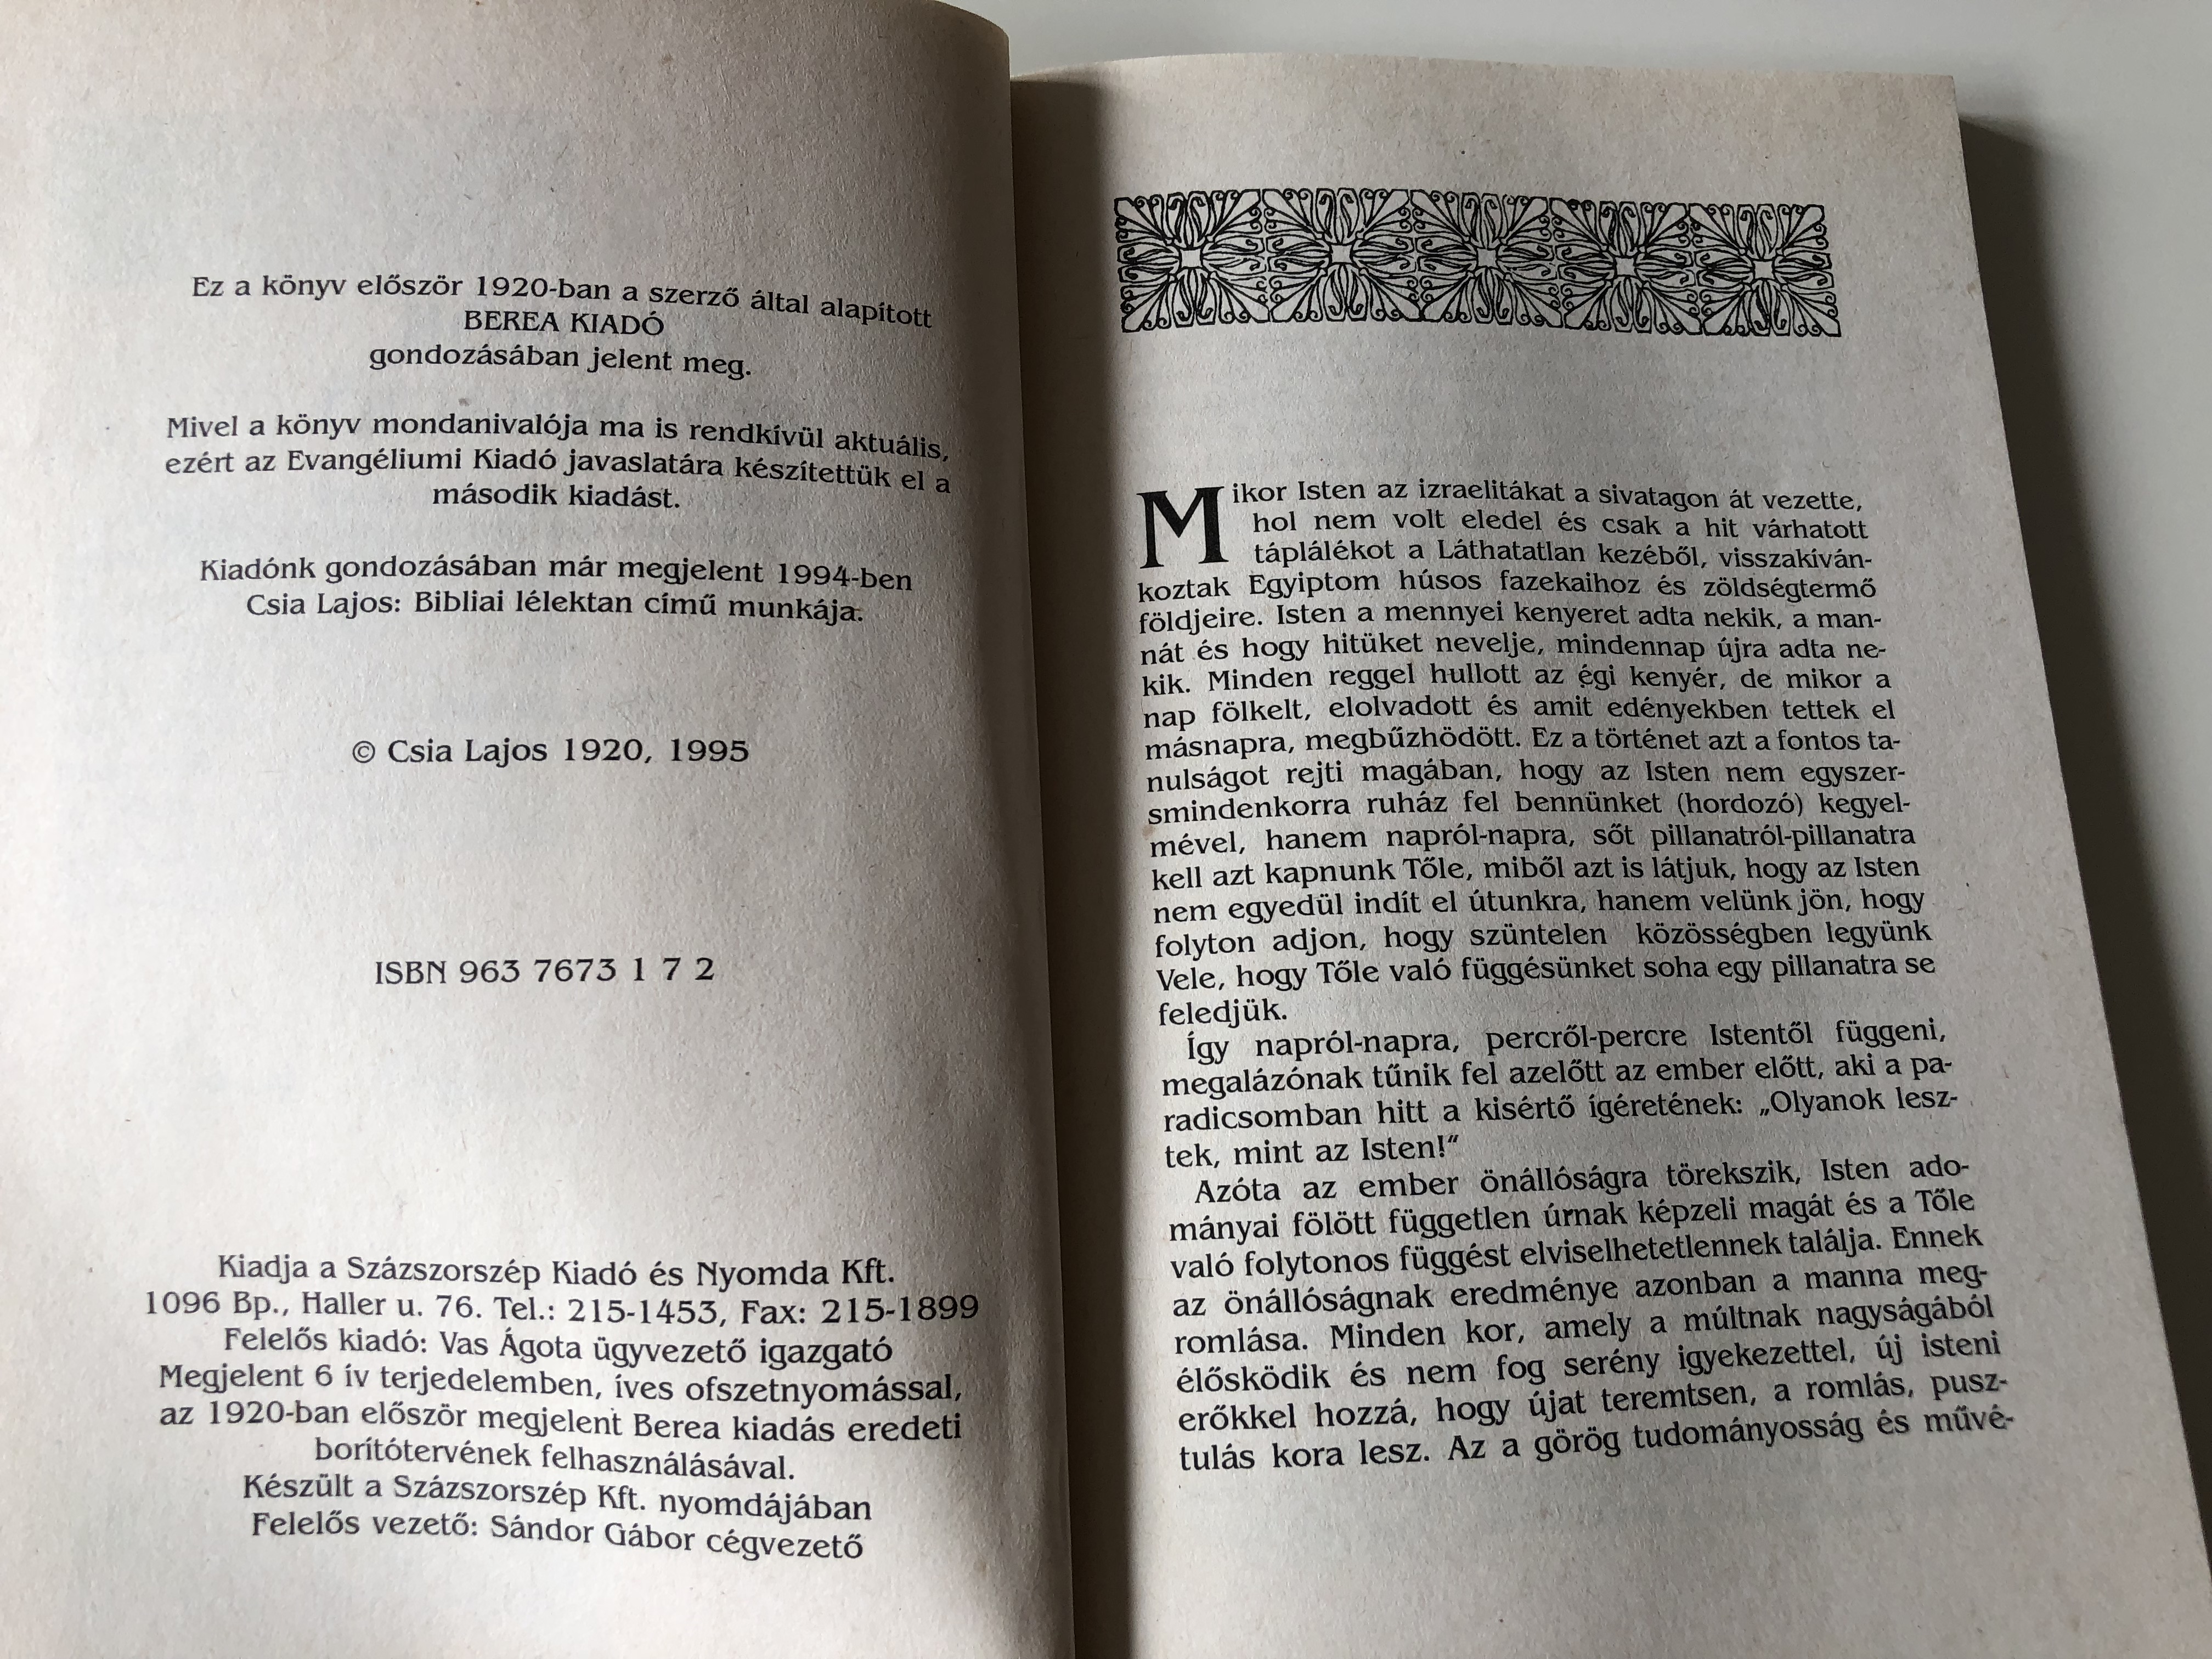 Ez a könyv először 1920-ban a szerző által alapított
BEREA KIADÓ
gondozásában jelent meg.
Mivel a könyv mondanivalója ma is rendkívül aktuális,
ezért az Evangéliumi Kiadó javaslatára készítettük el a
második kiadást.
Kiadónk gondozásában már megjelent 1994-ben
Csia Lajos: Bibliai lélektan című munkája.
© Csia Lajos 1920, 1995
ISBN 963 7673 1 7 2
Kiadja a Százszorszép Kiadó és Nyomda Kft.
1096 Bp., Haller u. 76. Tel.: 215-1453, Fax: 215-1899
Felelős kiadó: Vas Ágota ügyvezető igazgató
Megjelent 6 ív terjedelemben, íves ofszetnyomással,
az 1920-ban először megjelent Berea kiadás eredeti
borítótervének felhasználásával.
Készült a Százszorszép Kft. nyomdájában
Felelős vezető: Sándor Gábor cégvezető
Mikor Isten az izraelitákat a sivatagon át vezette,
hol nem volt eledel és csak a hit várhatott
táplálékot a Láthatatlan kezéből, visszakíván-
koztak Egyiptom húsos fazekaihoz és zöldségtermő
földjeire. Isten a mennyei kenyeret adta nekik, a man-
nát és hogy hitüket nevelje, mindennap újra adta ne-
kik. Minden reggel hullott az égi kenyér, de mikor a
nap fölkelt, elolvadott és amit edényekben tettek el
másnapra, megbűzhödött. Ez a történet azt a fontos ta-
nulságot rejti magában, hogy az Isten nem egyszer-
smindenkorra ruház fel bennünket (hordozó) kegyel-
mével, hanem napról-napra, sőt pillanatról-pillanatra
kell azt kapnunk Tőle, miből azt is látjuk, hogy az Isten
nem egyedül indít el útunkra, hanem velünk jön, hogy
folyton adjon, hogy szüntelen közösségben legyünk
Vele, hogy Tőle való függésünket soha egy pillanatra se
feledjük.
Így napról-napra, percről-percre Istentől függeni,
megalázónak tűnik fel azelőtt az ember előtt, aki a pa-
radicsomban hitt a kisértő ígéretének: „Olyanok lesz-
tek, mint az Isten!“
Azóta az ember önállóságra törekszik, Isten ado-
mányai fölött független úrnak képzeli magát és a Tőle
való folytonos függést elviselhetetlennek találja. Ennek
az önállóságnak eredménye azonban a manna meg-
romlása. Minden kor, amely a múltnak nagyságából
élősködik és nem fog serény igyekezettel, új isteni
erőkkel hozzá, hogy újat teremtsen, a romlás, pusz-
tulás kora lesz. Az a görög tudományosság és művé-